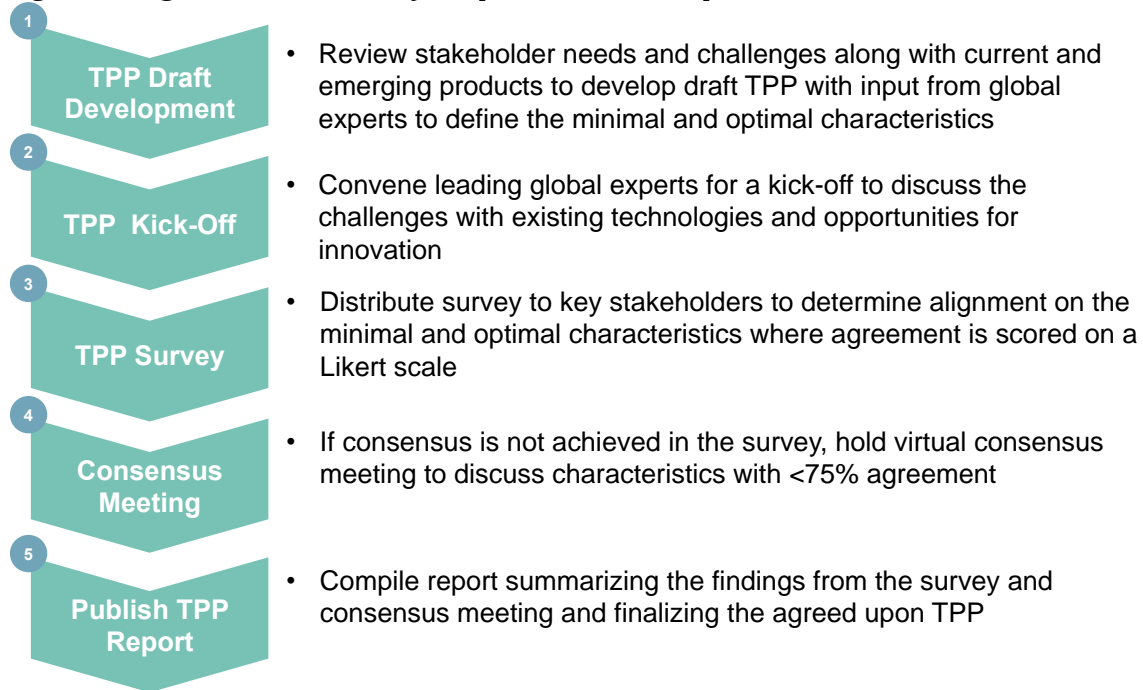 1
TPP Draft
Development
• Review stakeholder needs and challenges along with current and
emerging products to develop draft TPP with input from global
experts to define the minimal and optimal characteristics
2
TPP Kick-Off
• Convene leading global experts for a kick-off to discuss the
challenges with existing technologies and opportunities for
innovation
3
TPP Survey
• Distribute survey to key stakeholders to determine alignment on the
minimal and optimal characteristics where agreement is scored on a
Likert scale
4
Consensus
Meeting
• If consensus is not achieved in the survey, hold virtual consensus
meeting to discuss characteristics with <75% agreement
5
Publish TPP
Report
• Compile report summarizing the findings from the survey and
consensus meeting and finalizing the agreed upon TPP